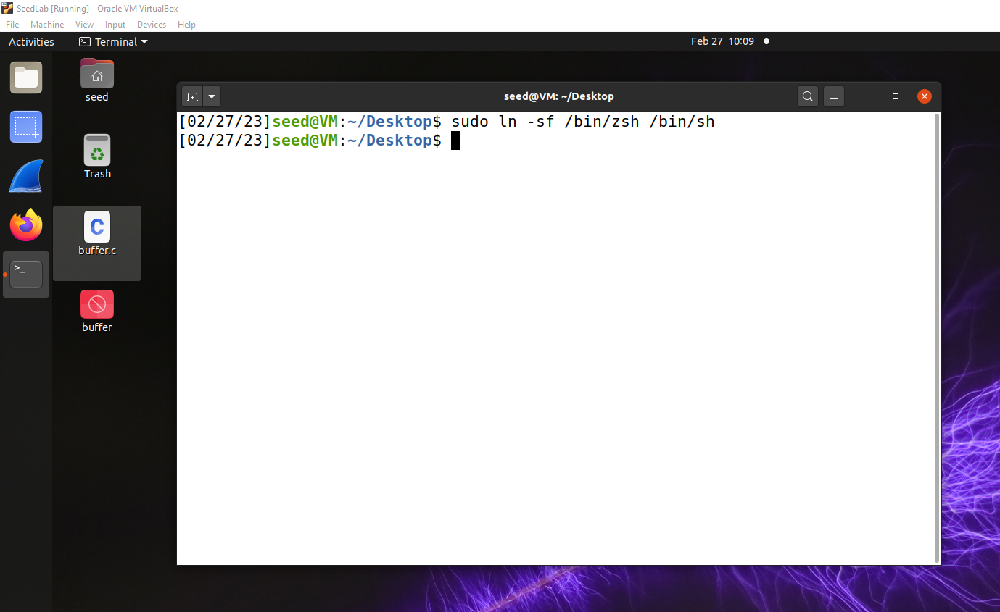 SeedLab [Running] - Oracle VM VirtualBox
File Machine View Input Devices Help
Activities Terminal Feb 27 10:09
seed
Trash
buffer.c
buffer
seed@VM: ~/Desktop
[02/27/23]seed@VM:~/Desktop$ sudo ln -sf /bin/zsh /bin/sh
[02/27/23]seed@VM:~/Desktop$